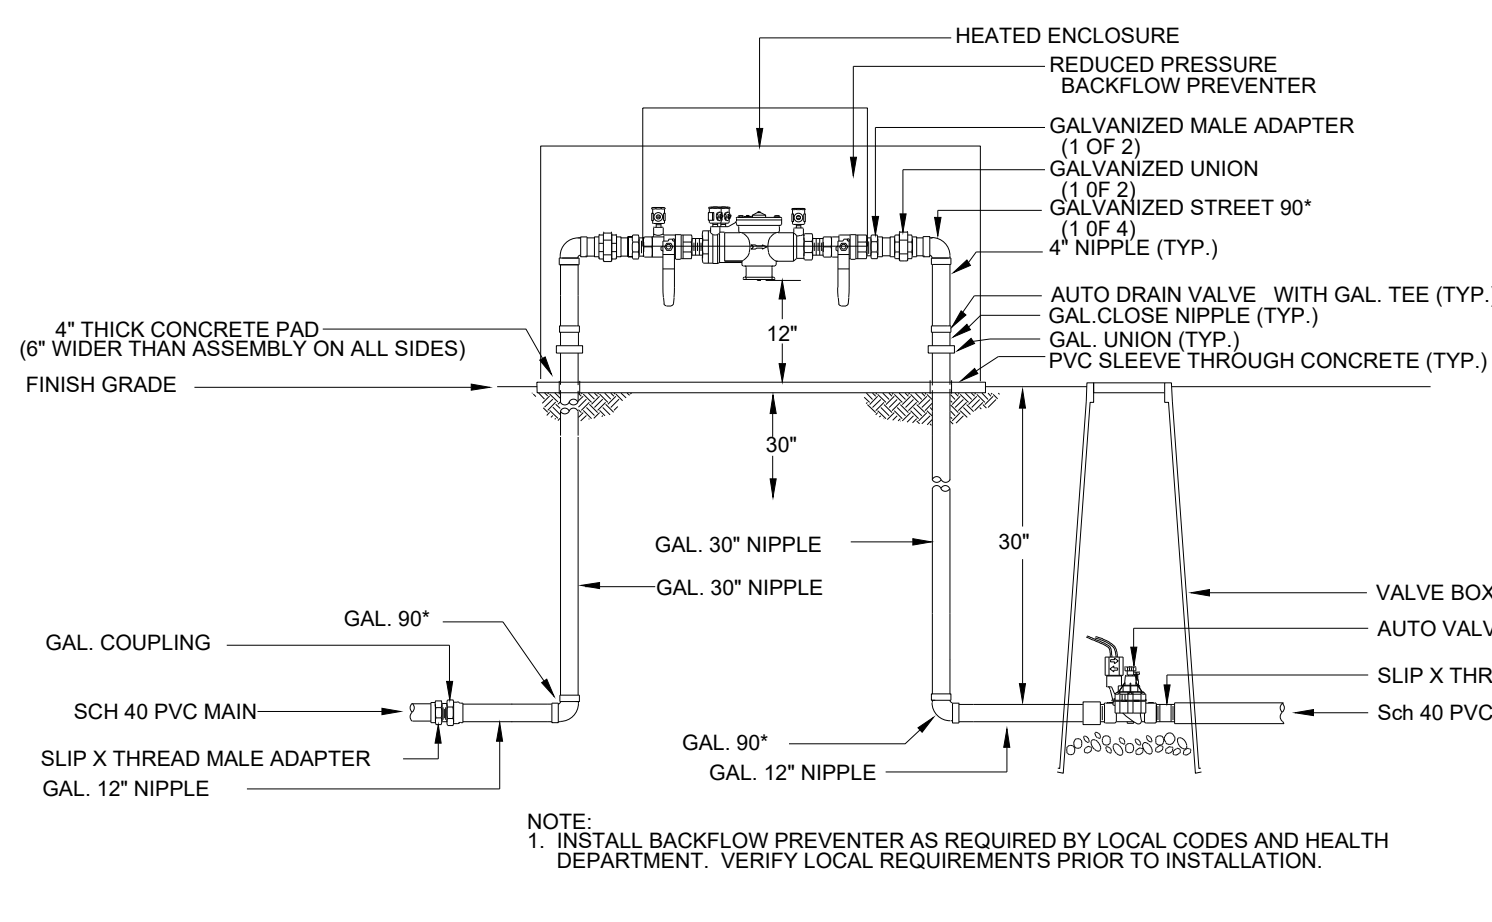 HEATED ENCLOSURE
REDUCED PRESSURE
BACKFLOW PREVENTER
GALVANIZED MALE ADAPTER
(1 OF 2)
GALVANIZED UNION
(1 0F 2)
GALVANIZED STREET 90*
(1 0F 4)
4" NIPPLE (TYP.)
AUTO DRAIN VALVE WITH GAL. TEE (TYP.)
GAL.CLOSE NIPPLE (TYP.)
GAL. UNION (TYP.)
PVC SLEEVE THROUGH CONCRETE (TYP.)
4" THICK CONCRETE PAD
(6" WIDER THAN ASSEMBLY ON ALL SIDES)
FINISH GRADE
12"
30"
30"
GAL. 30" NIPPLE
GAL. 30" NIPPLE
GAL. 90*
GAL. COUPLING
SCH 40 PVC MAIN
SLIP X THREAD MALE ADAPTER
GAL. 12" NIPPLE
GAL. 90*
GAL. 12" NIPPLE
VALVE BOX
AUTO VALV
SLIP X THR
Sch 40 PVC
NOTE:
1. INSTALL BACKFLOW PREVENTER AS REQUIRED BY LOCAL CODES AND HEALTH
DEPARTMENT. VERIFY LOCAL REQUIREMENTS PRIOR TO INSTALLATION.